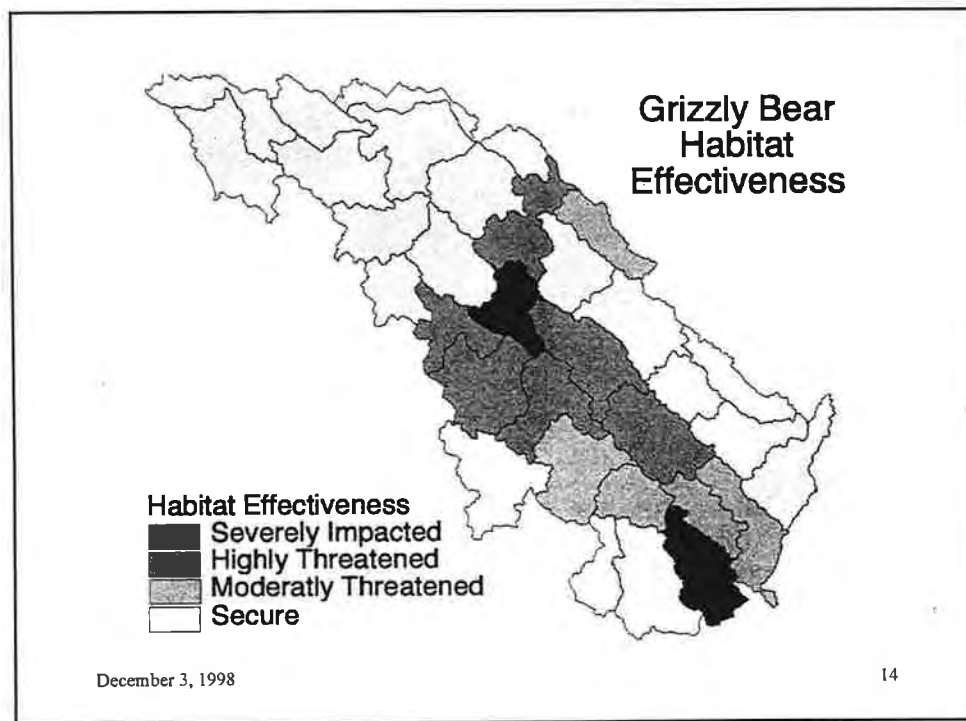 Grizzly Bear
Habitat
Effectiveness
Habitat Effectiveness
Severely Impacted
Highly Threatened
Moderatly Threatened
Secure
December 3, 1998
14